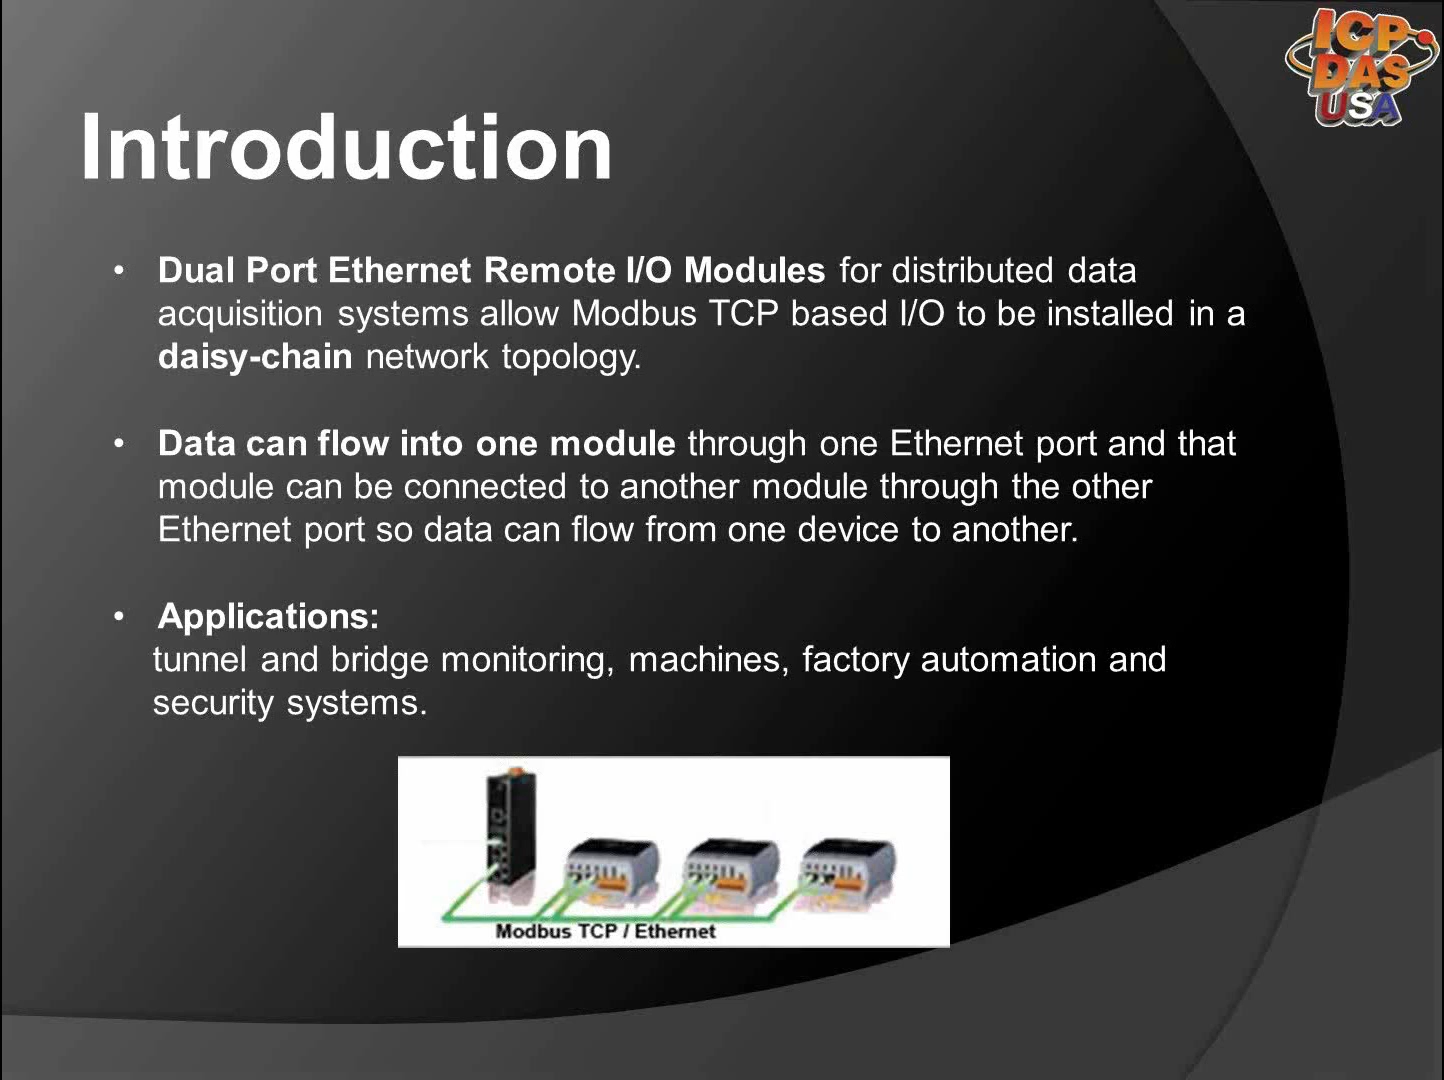 ICP
DAS
USA
Introduction
• Dual Port Ethernet Remote I/O Modules for distributed data
acquisition systems allow Modbus TCP based I/O to be installed in a
daisy-chain network topology.
• Data can flow into one module through one Ethernet port and that
module can be connected to another module through the other
Ethernet port so data can flow from one device to another.
• Applications:
tunnel and bridge monitoring, machines, factory automation and
security systems.
Modbus TCP / Ethernet